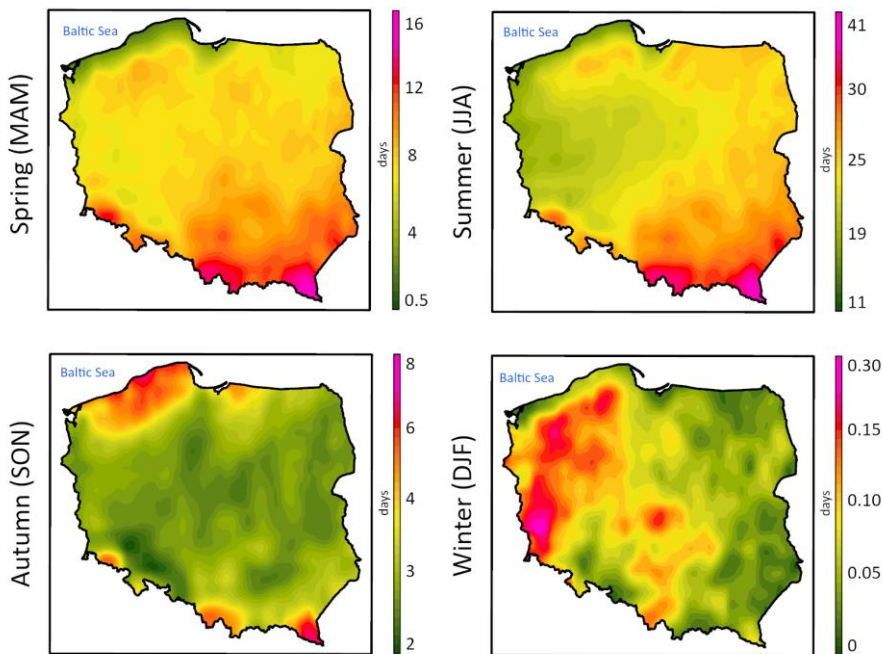 Spring (MAM)
Baltic Sea
16
12
8
4
0.5
days
Summer (JJA)
Baltic Sea
41
30
25
19
11
days
Autumn (SON)
Baltic Sea
8
6
4
3
2
days
Winter (DJF)
Baltic Sea
0.30
0.15
0.10
0.05
0
days